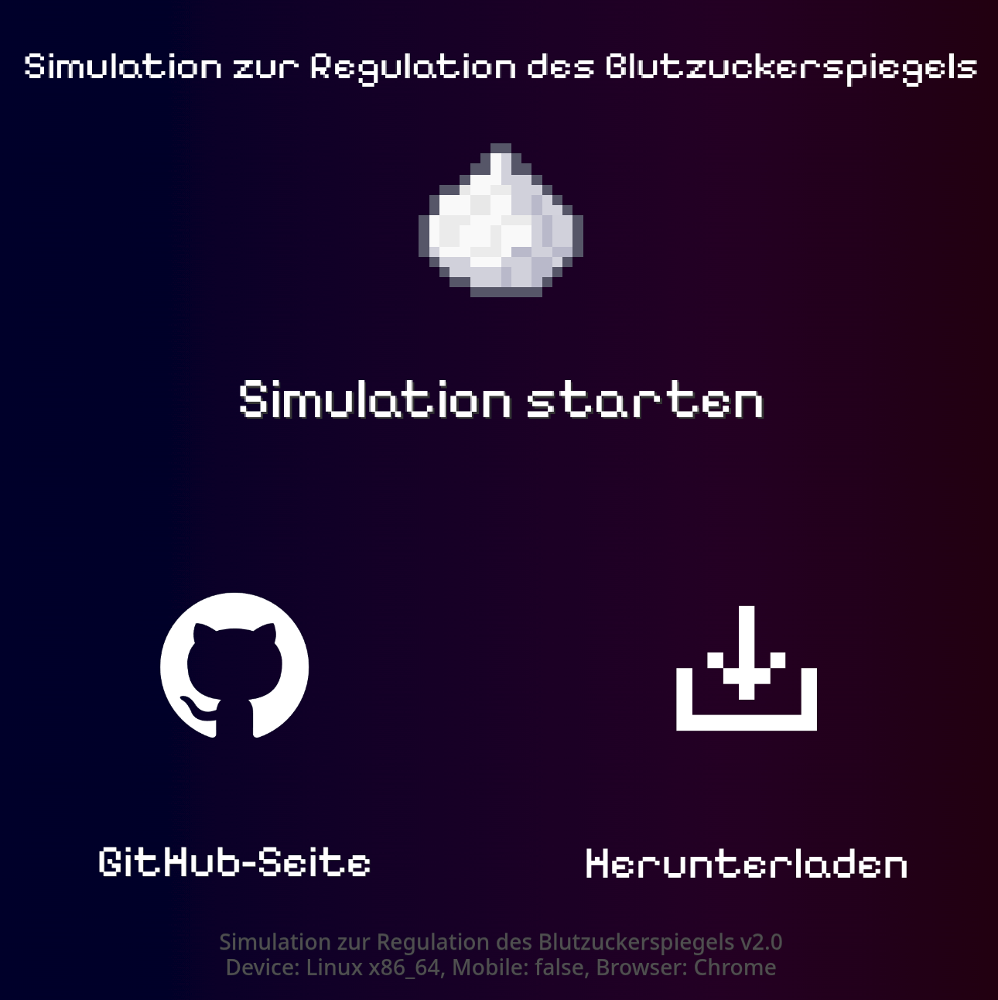 Simulation zur Regulation des Blutzuckerspiegels
Simulation starten
GitHub-Seite
Herunterladen
Simulation zur Regulation des Blutzuckerspiegels v2.0
Device: Linux x86_64, Mobile: false, Browser: Chrome